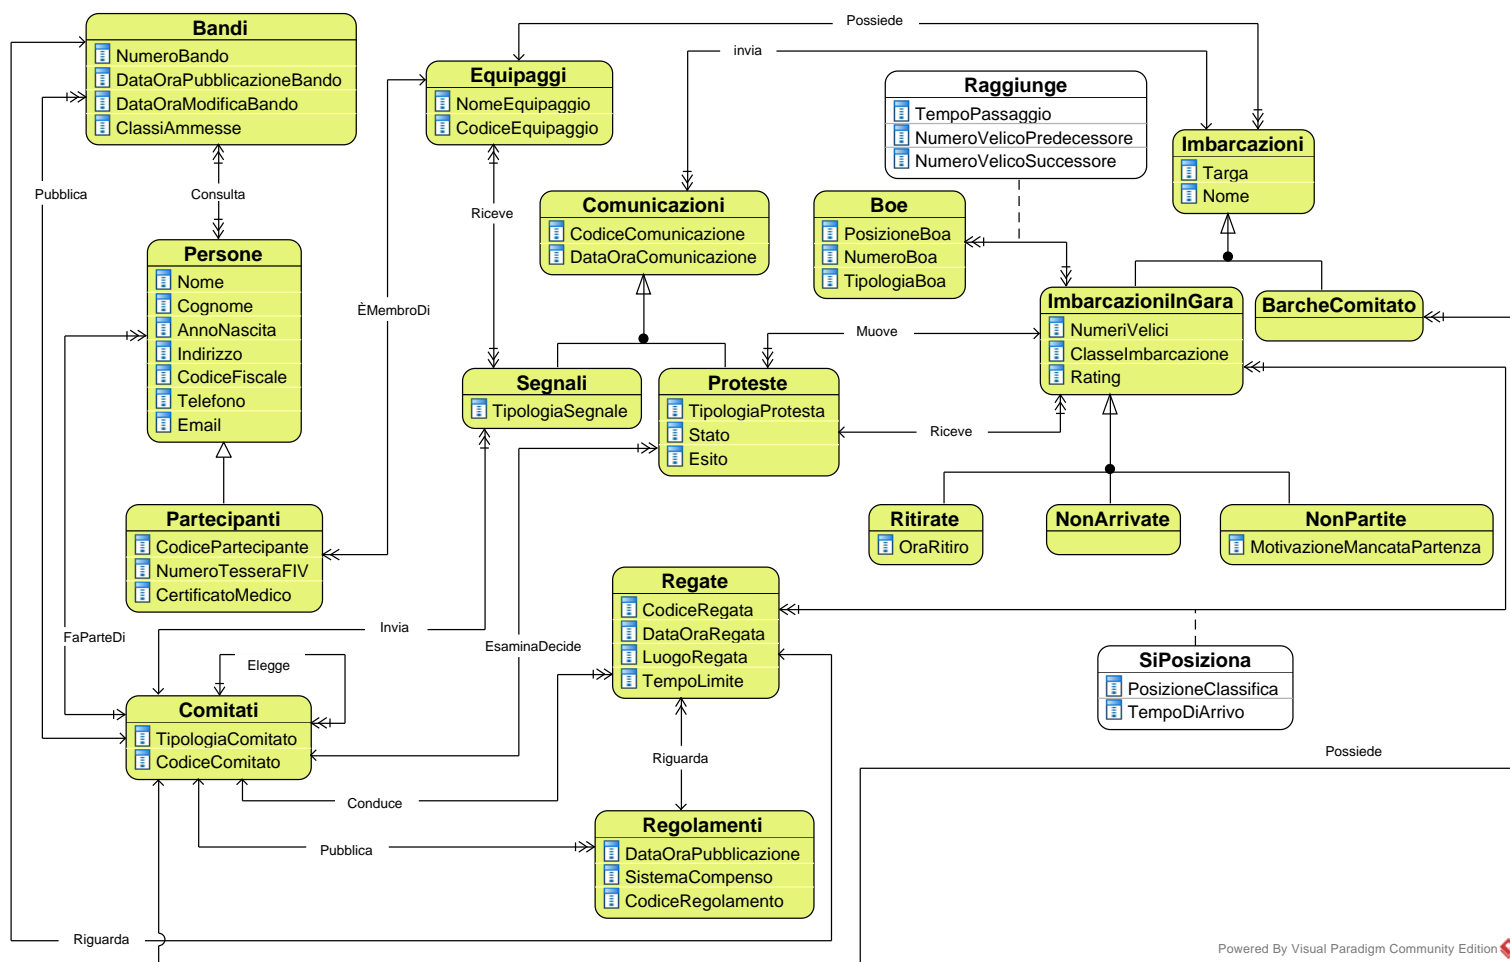 Bandi
NumeroBando
DataOraPubblicazioneBando
DataOraModificaBando
ClassiAmmesse
Possiede
invia
Equipaggi
NomeEquipaggio
CodiceEquipaggio
Raggiunge
TempoPassaggio
NumeroVelicoPredecessore
NumeroVelicoSuccessore
Imbarcazioni
Targa
Nome
Pubblica
Consulta
Riceve
Comunicazioni
CodiceComunicazione
DataOraComunicazione
Boe
PosizioneBoa
NumeroBoa
TipologiaBoa
Persone
Nome
Cognome
AnnoNascita
Indirizzo
CodiceFiscale
Telefono
Email
ÈMembroDi
Muove
ImbarcazioniInGara
NumeriVelici
ClasseImbarcazione
Rating
BarcheComitato
Segnali
TipologiaSegnale
Proteste
TipologiaProtesta
Stato
Esito
Riceve
Partecipanti
CodicePartecipante
NumeroTesseraFIV
CertificatoMedico
Ritirate
OraRitiro
NonArrivate
NonPartite
MotivazioneMancataPartenza
Regate
CodiceRegata
DataOraRegata
LuogoRegata
TempoLimite
FaParteDi
Invia
EsaminaDecide
Elegge
SiPosiziona
PosizioneClassifica
TempoDiArrivo
Comitati
TipologiaComitato
CodiceComitato
Riguarda
Possiede
Conduce
Pubblica
Regolamenti
DataOraPubblicazione
SistemaCompenso
CodiceRegolamento
Riguarda
Powered By Visual Paradigm Community Edition